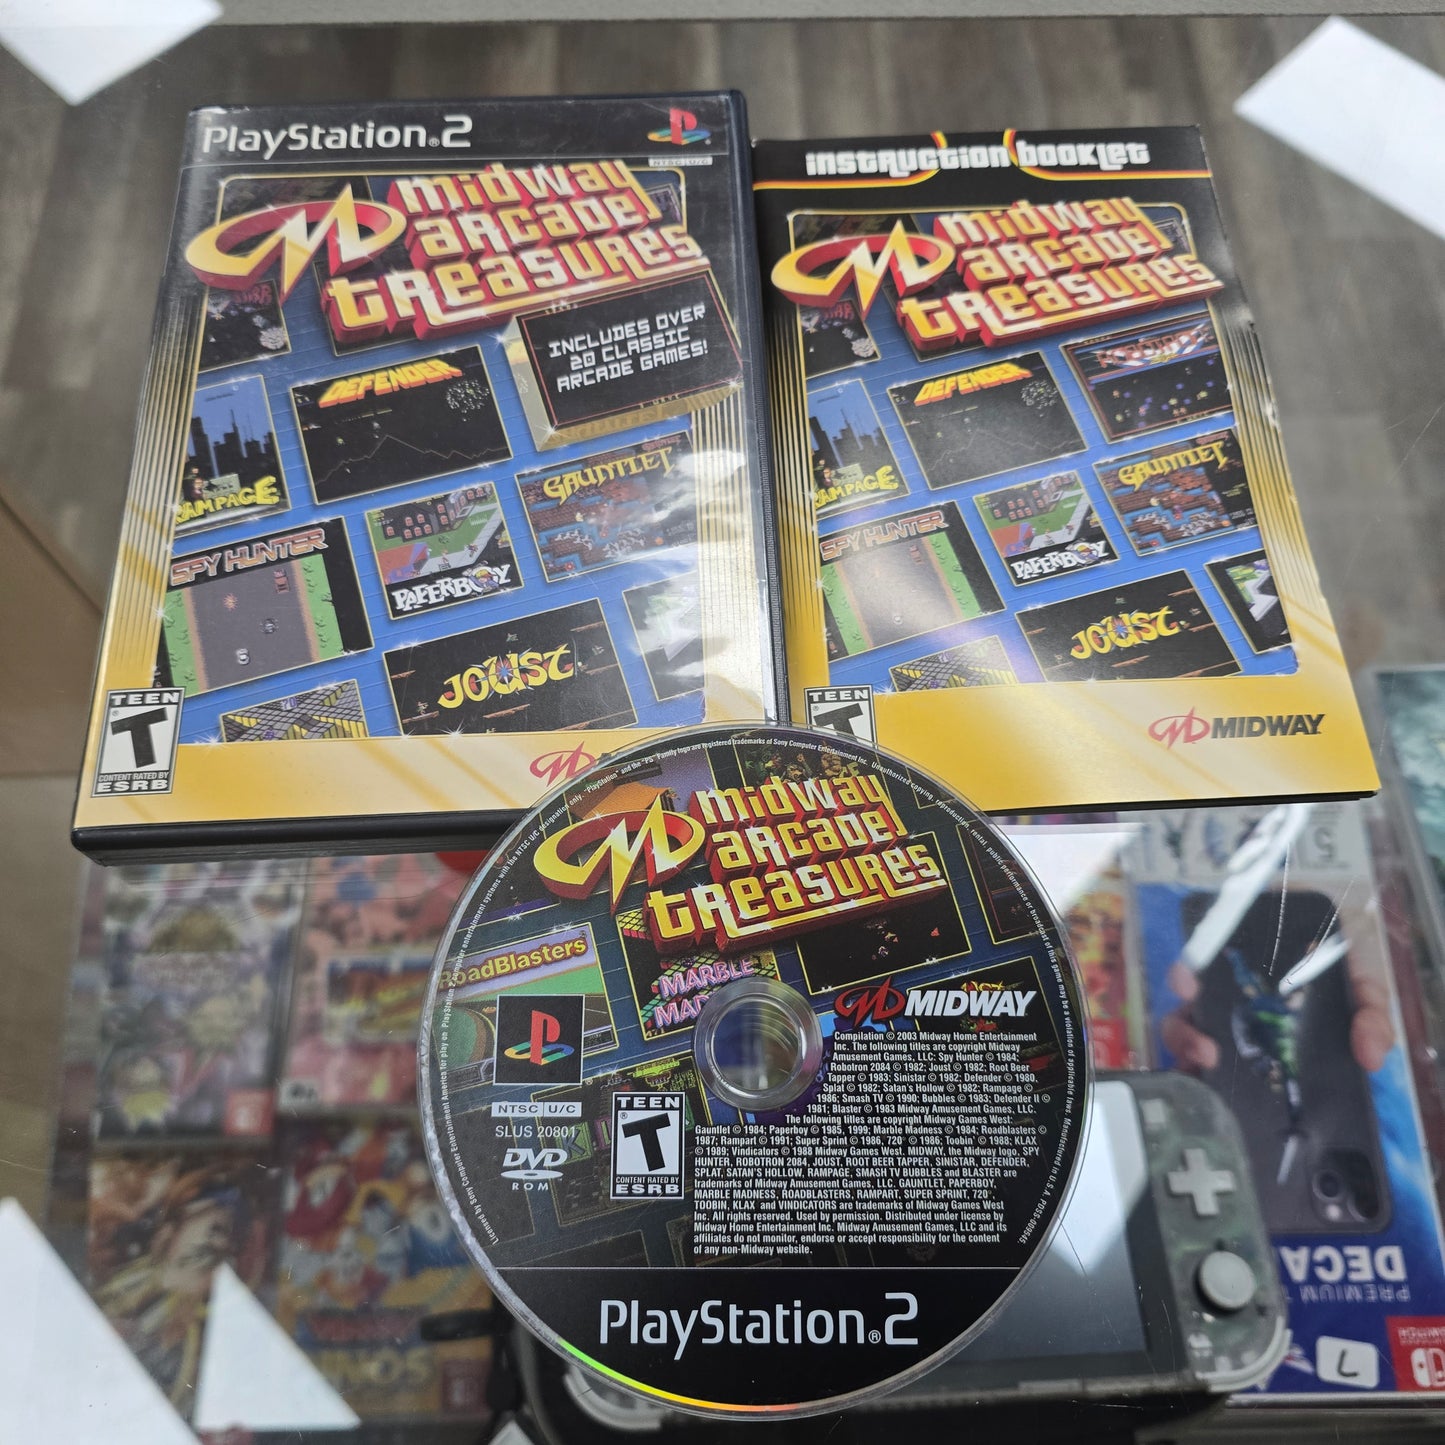 PlayStation®2
NTSC U/C
midway
arcade
treasures
INCLUDES OVER
20 CLASSIC
ARCADE GAMES!
DEFENDER
RAMPAGE
GAUNTLET
SPY HUNTER
PAPERBOY
JOUST
TEEN
T
CONTENT RATED BY
ESRB
instruction booklet
midway
arcade
treasures
DEFENDER
ROBOTRON
RAMPAGE
GAUNTLET
SPY HUNTER
PAPERBOY
JOUST
TEEN
T
MIDWAY
midway
arcade
treasures
RoadBlasters
MARBLE
MIDWAY
Compilation © 2003 Midway Home Entertainment
Inc. The following titles are copyright Midway
Amusement Games, LLC: Spy Hunter © 1984;
Robotron 2084 © 1982; Joust © 1982; Root Beer
Tapper © 1983; Sinistar © 1982; Defender © 1980,
Splat © 1982; Satan's Hollow © 1982; Rampage ©
1986; Smash TV © 1990; Bubbles © 1983; Defender II ©
1981; Blaster © 1983 Midway Amusement Games, LLC.
The following titles are copyright Midway Games West:
Gauntlet © 1984; Paperboy © 1985, 1999; Marble Madness © 1984; Roadblasters ©
1987; Rampart © 1991; Super Sprint © 1986, 720° © 1986; Toobin' © 1988; KLAX
© 1989; Vindicators © 1988 Midway Games West. MIDWAY, the Midway logo, SPY
HUNTER, ROBOTRON 2084, JOUST, ROOT BEER TAPPER, SINISTAR, DEFENDER,
SPLAT, SATAN'S HOLLOW, RAMPAGE, SMASH TV BUBBLES and BLASTER are
trademarks of Midway Amusement Games, LLC. GAUNTLET, PAPERBOY,
MARBLE MADNESS, ROADBLASTERS, RAMPART, SUPER SPRINT, 720°,
TOOBIN, KLAX and VINDICATORS are trademarks of Midway Games West
Inc. All rights reserved. Used by permission. Distributed under license by
Midway Home Entertainment Inc. Midway Amusement Games, LLC and its
affiliates do not monitor, endorse or accept responsibility for the content
of any non-Midway website.
NTSC U/C
SLUS 20801
DVD
ROM
TEEN
T
CONTENT RATED BY
ESRB
PlayStation®2
DECA
PREMIUM
L